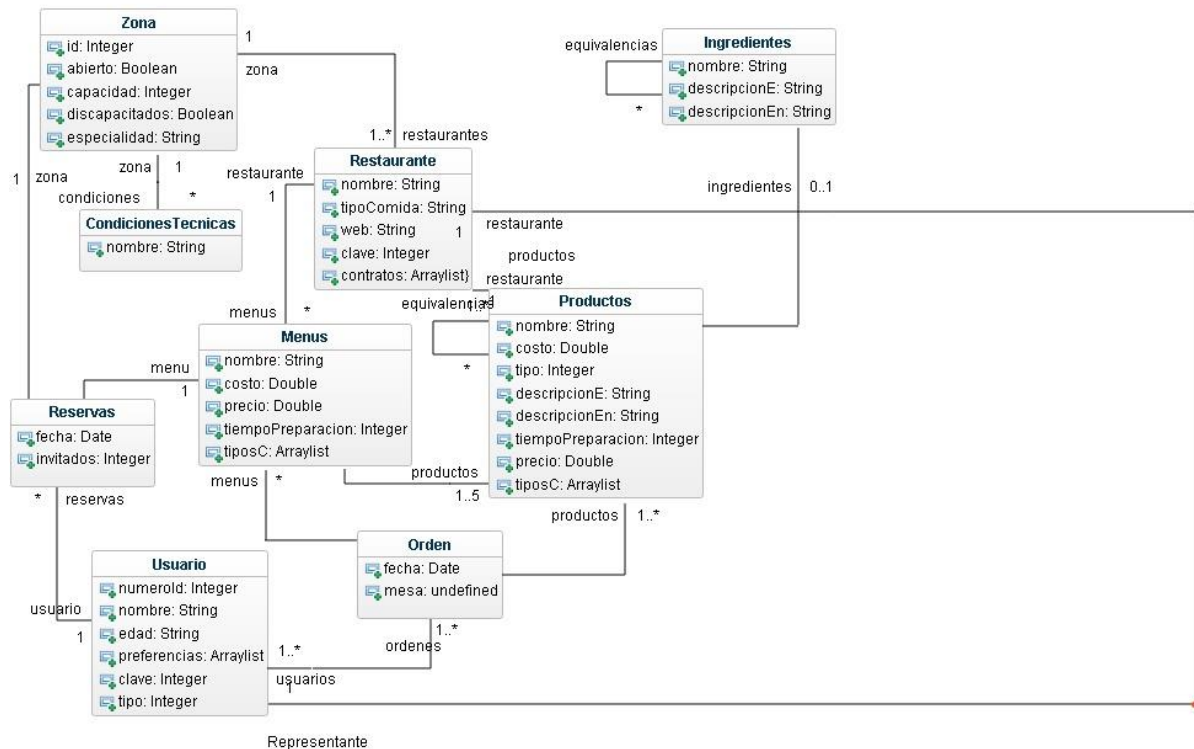 Zona
id: Integer
abierto: Boolean
capacidad: Integer
discapacitados: Boolean
especialidad: String
1
zona
1..* restaurantes
equivalencias
*
Ingredientes
nombre: String
descripcionE: String
descripcionEn: String
ingredientes 0..1
1 zona
zona 1
condiciones *
CondicionesTecnicas
nombre: String
restaurante
1
Restaurante
nombre: String
tipoComida: String
web: String
clave: Integer
contratos: Arraylist}
1
restaurante
productos
restaurante
equivalencias
*
Productos
nombre: String
costo: Double
tipo: Integer
descripcionE: String
descripcionEn: String
tiempoPreparacion: Integer
precio: Double
tiposC: Arraylist
menus *
Menus
nombre: String
costo: Double
precio: Double
tiempoPreparacion: Integer
tiposC: Arraylist
menu
1
Reservas
fecha: Date
invitados: Integer
* reservas
menus *
productos
1..5
productos 1..*
Orden
fecha: Date
mesa: undefined
1..*
ordenes
Usuario
numeroId: Integer
nombre: String
edad: String
preferencias: Arraylist
clave: Integer
tipo: Integer
usuario
1
1..*
usuarios
1
Representante